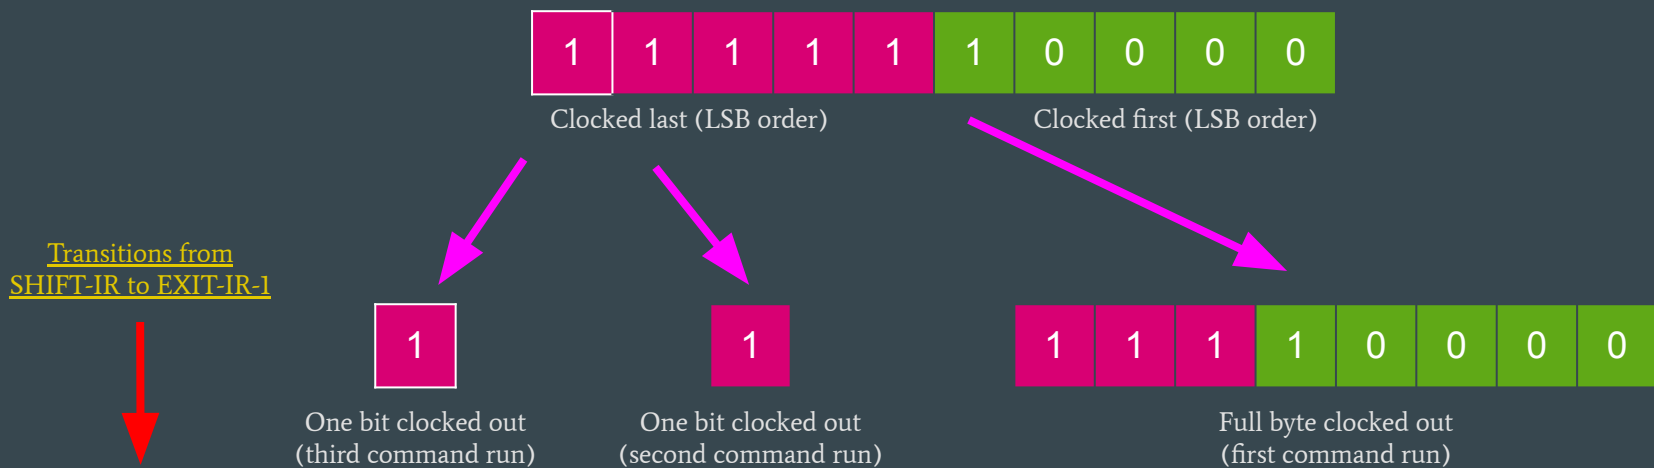 1 1 1 1 1 1 0 0 0 0
Clocked last (LSB order)
Clocked first (LSB order)
Transitions from
SHIFT-IR to EXIT-IR-1
1
One bit clocked out
(third command run)
1
One bit clocked out
(second command run)
1 1 1 1 0 0 0 0
Full byte clocked out
(first command run)